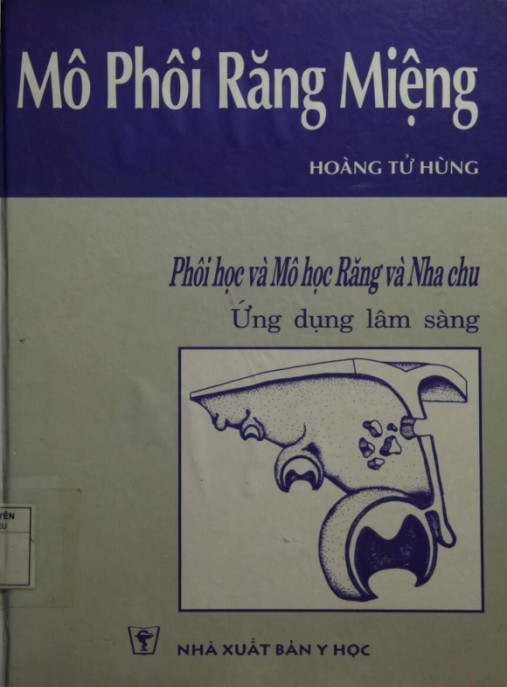 Mô Phôi Răng Miệng
HOÀNG TỬ HÙNG
Phôi học và Mô học Răng và Nha chu
Ứng dụng lâm sàng
NHÀ XUẤT BẢN Y HỌC